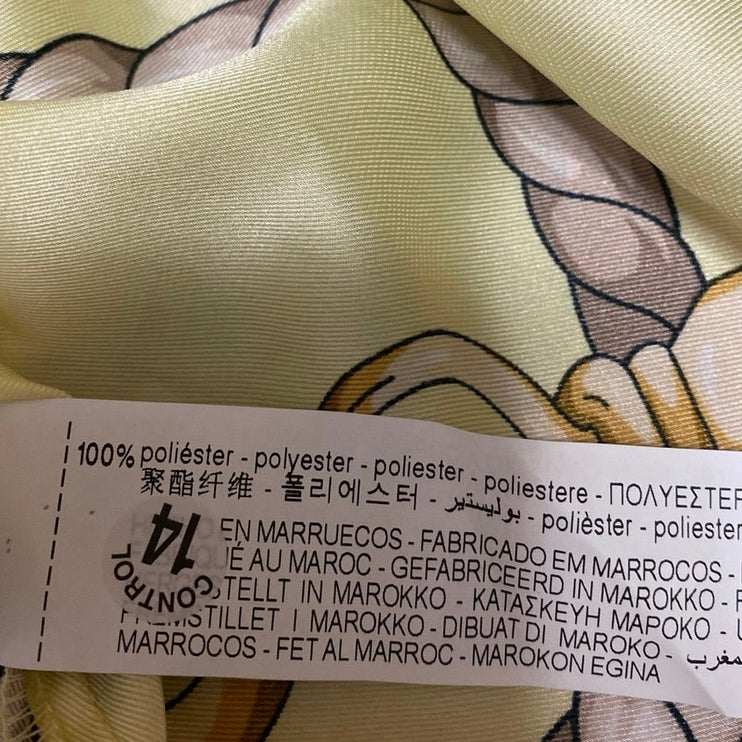 100% poliéster - polyester - poliester - poliestere - ΠΟΛΥΕΣΤΕΡ
聚酯纤维 - 폴리에스터 - بوليستير - polièster - poliester
EN MARRUECOS - FABRICADO EM MARROCOS -
UÉ AU MAROC - GEFABRICEERD IN MAROKKO -
STELLT IN MAROKKO - ΚΑΤΑΣΚΕΥΗ ΜΑΡΟΚΟ -
FREMSTILLET I MAROKKO - DIBUAT DI MAROKO -
MARROCOS - FET AL MARROC - MAROKON EGINA
CONTROL 14